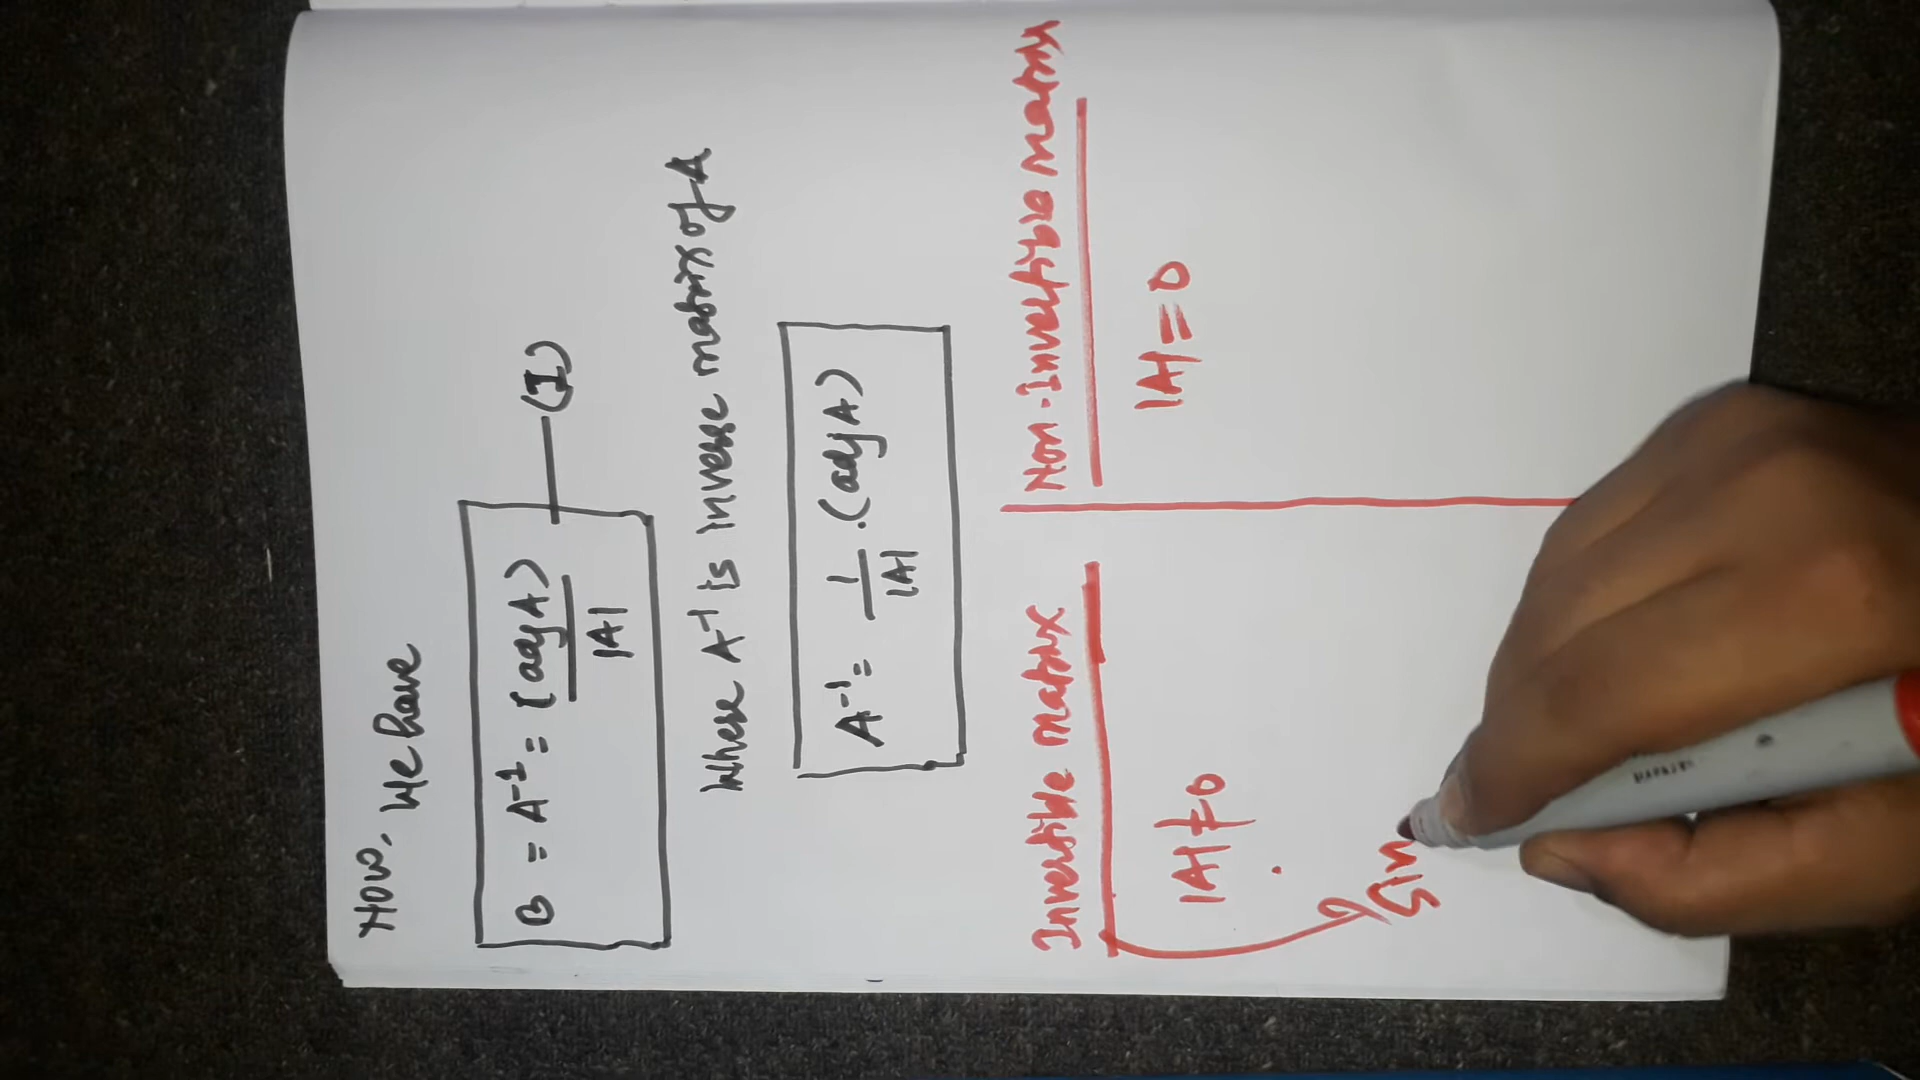 Now, We have
B = A⁻¹ = (adj A) / |A| — (I)
Where A⁻¹ is inverse matrix of A
A⁻¹ = 1/|A| . (adj A)
Invertible matrix
Non-Invertible matrix
|A| ≠ 0
|A| = 0
Sin